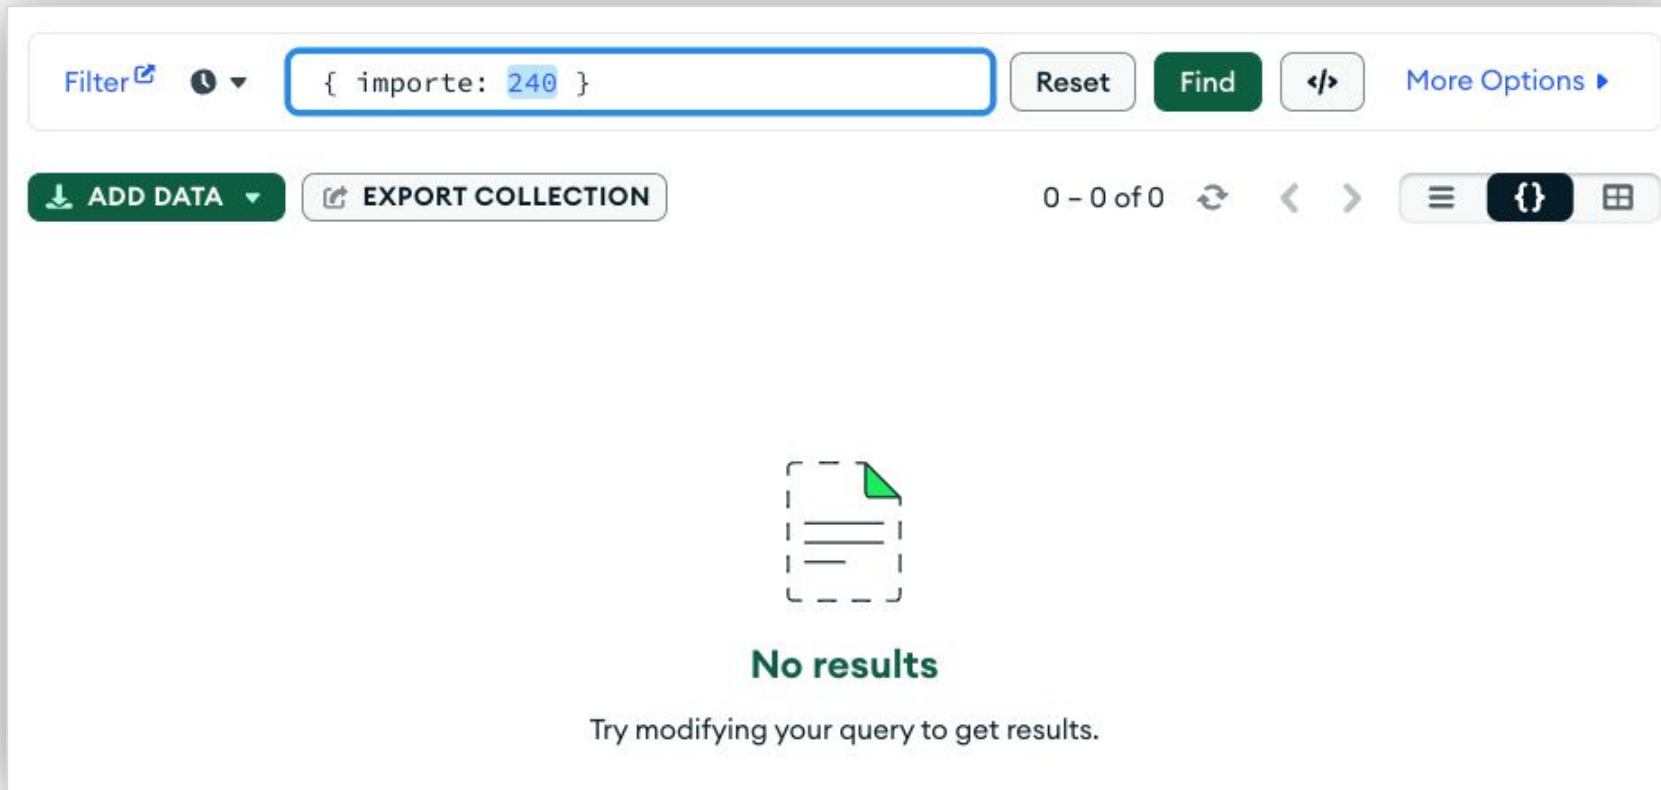 Filter { importe: 240 } Reset Find </> More Options
ADD DATA EXPORT COLLECTION 0 – 0 of 0 {}
No results
Try modifying your query to get results.